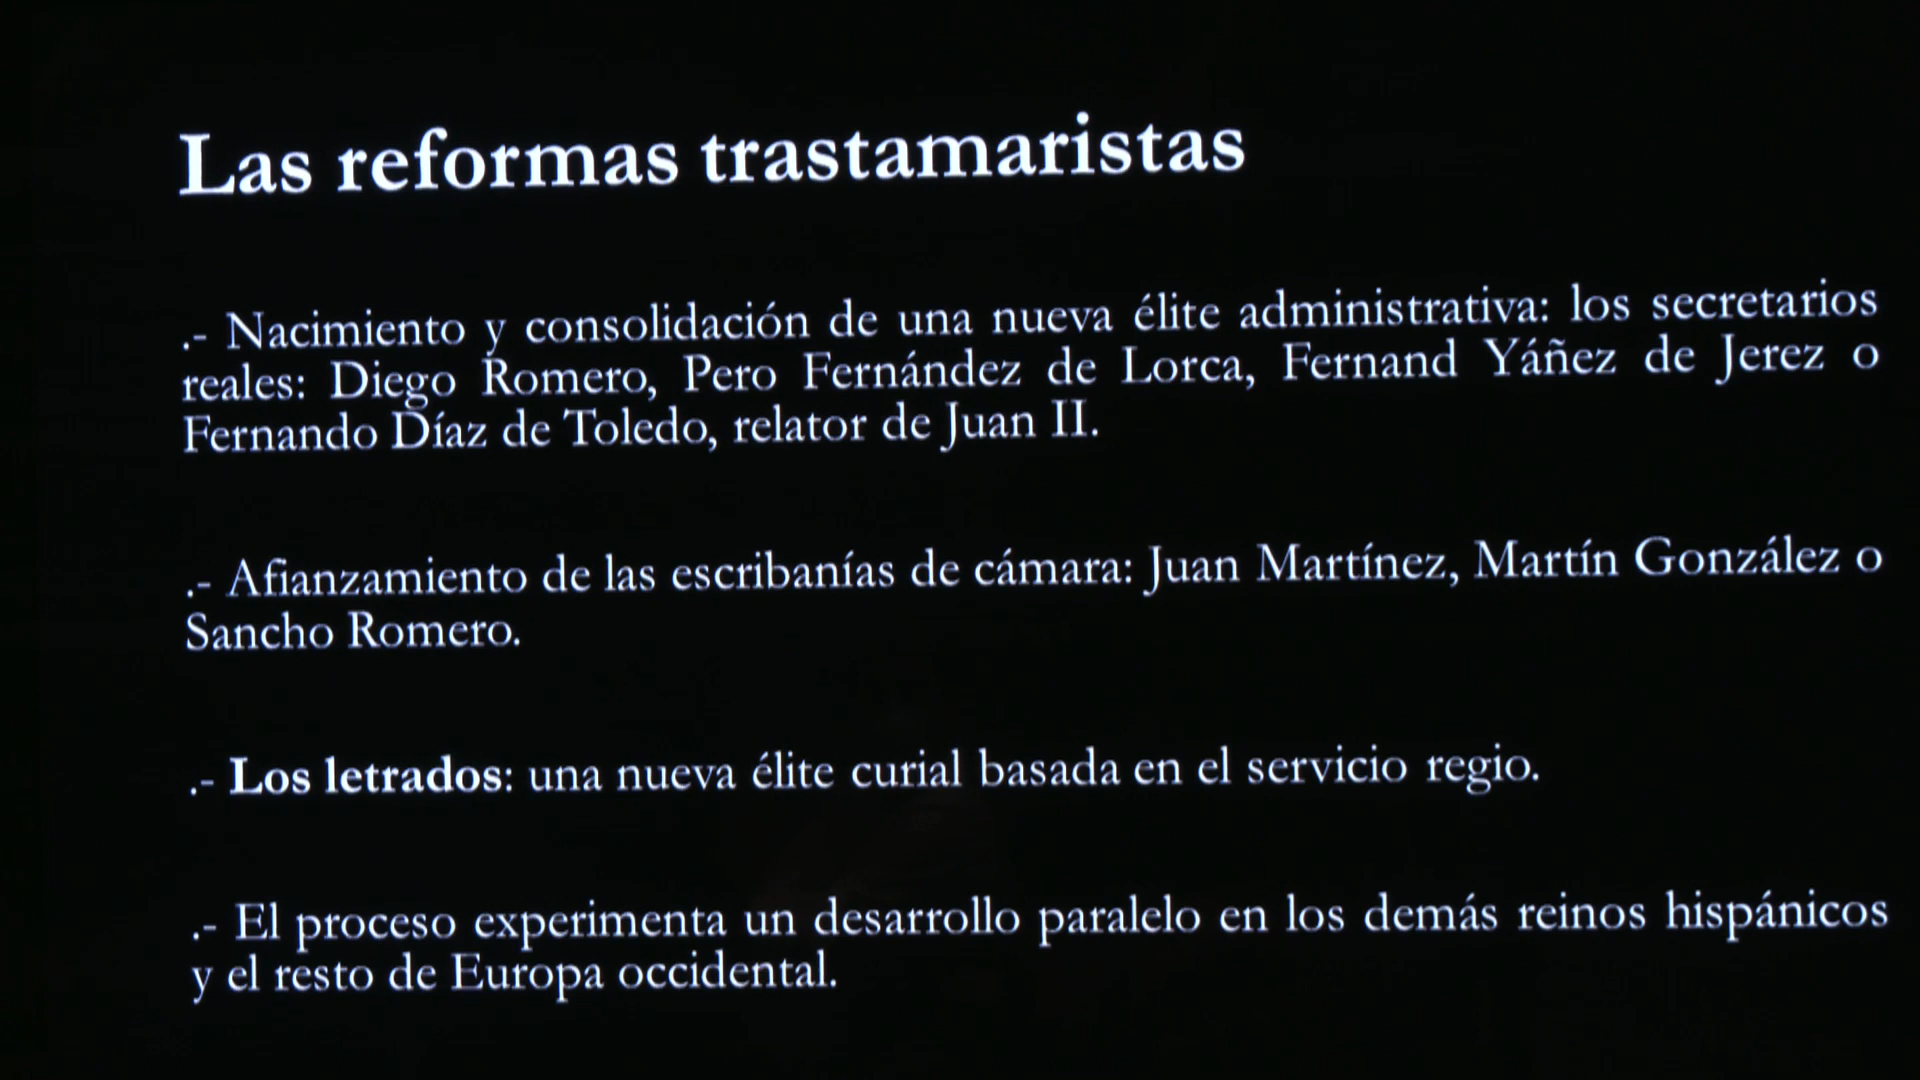 Las reformas trastamaristas
.- Nacimiento y consolidación de una nueva élite administrativa: los secretarios
reales: Diego Romero, Pero Fernández de Lorca, Fernand Yáñez de Jerez o
Fernando Díaz de Toledo, relator de Juan II.
.- Afianzamiento de las escribanías de cámara: Juan Martínez, Martín González o
Sancho Romero.
.- Los letrados: una nueva élite curial basada en el servicio regio.
.- El proceso experimenta un desarrollo paralelo en los demás reinos hispánicos
y el resto de Europa occidental.